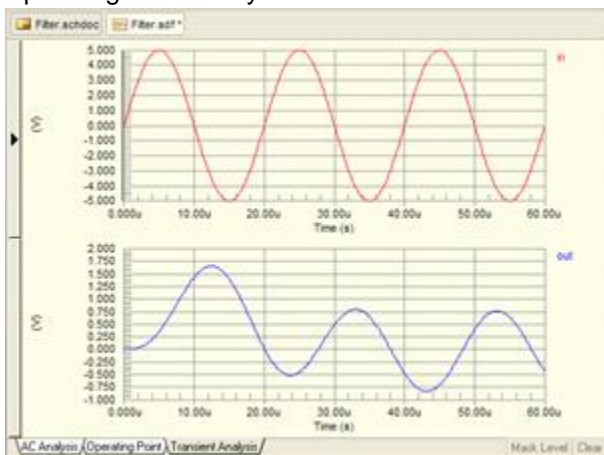 Filter.schdoc Filter.sdf *
5.000
4.000
3.000
2.000
1.000
0.000
-1.000
-2.000
-3.000
-4.000
-5.000
(V)
in
0.000u 10.00u 20.00u 30.00u 40.00u 50.00u 60.00u
Time (s)
2.000
1.750
1.500
1.250
1.000
0.750
0.500
0.250
0.000
-0.250
-0.500
-0.750
-1.000
(V)
out
0.000u 10.00u 20.00u 30.00u 40.00u 50.00u 60.00u
Time (s)
AC Analysis Operating Point Transient Analysis
Mask Level Clear